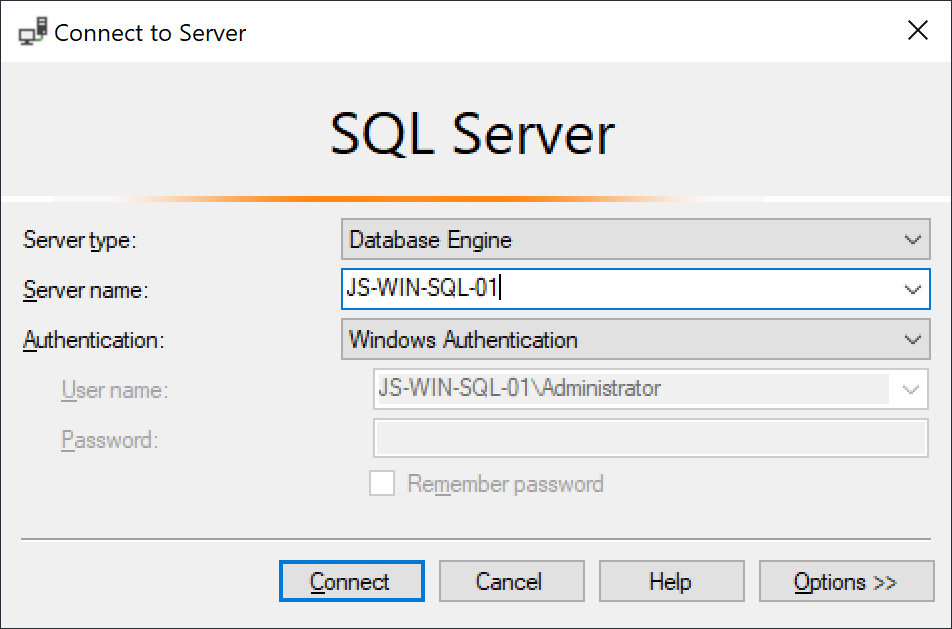 Connect to Server
SQL Server
Server type: Database Engine
Server name: JS-WIN-SQL-01
Authentication: Windows Authentication
User name: JS-WIN-SQL-01\Administrator
Password:
Remember password
Connect Cancel Help Options >>